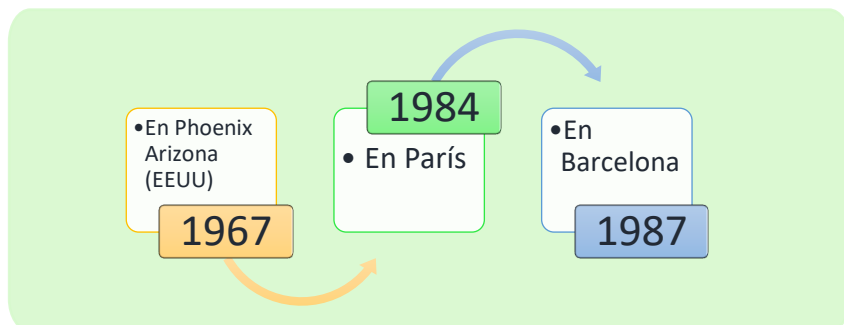 •En Phoenix
Arizona
(EEUU)
1967
1984
• En París
•En
Barcelona
1987